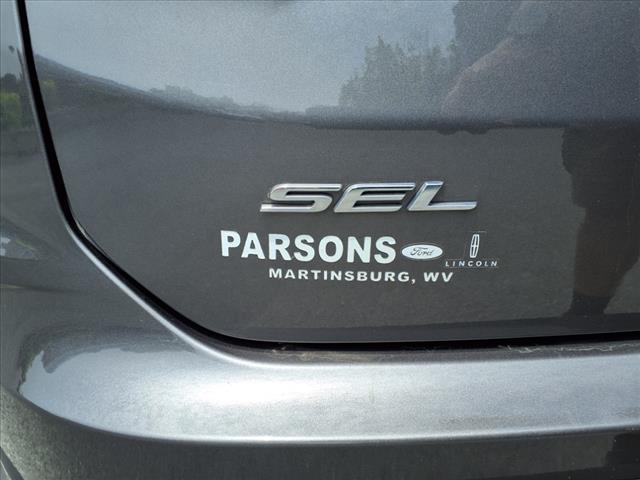 SEL
PARSONS Ford LINCOLN
MARTINSBURG, WV